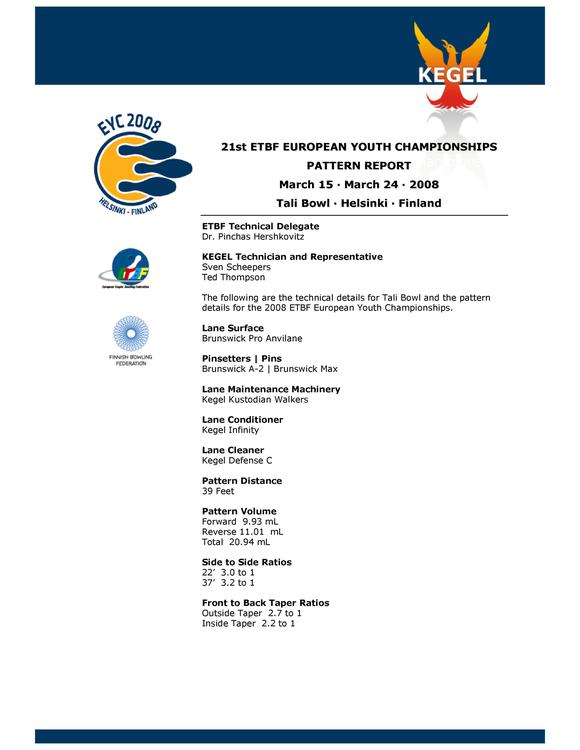 KEGEL
EYC 2008
HELSINKI - FINLAND
21st ETBF EUROPEAN YOUTH CHAMPIONSHIPS
PATTERN REPORT
March 15 · March 24 · 2008
Tali Bowl · Helsinki · Finland
ETBF Technical Delegate
Dr. Pinchas Hershkovitz
KEGEL Technician and Representative
Sven Scheepers
Ted Thompson
The following are the technical details for Tali Bowl and the pattern
details for the 2008 ETBF European Youth Championships.
ETBF
European Tenpin Bowling Federation
FINNISH BOWLING
FEDERATION
Lane Surface
Brunswick Pro Anvilane
Pinsetters | Pins
Brunswick A-2 | Brunswick Max
Lane Maintenance Machinery
Kegel Kustodian Walkers
Lane Conditioner
Kegel Infinity
Lane Cleaner
Kegel Defense C
Pattern Distance
39 Feet
Pattern Volume
Forward  9.93 mL
Reverse 11.01  mL
Total  20.94 mL
Side to Side Ratios
22’  3.0 to 1
37’  3.2 to 1
Front to Back Taper Ratios
Outside Taper  2.7 to 1
Inside Taper  2.2 to 1